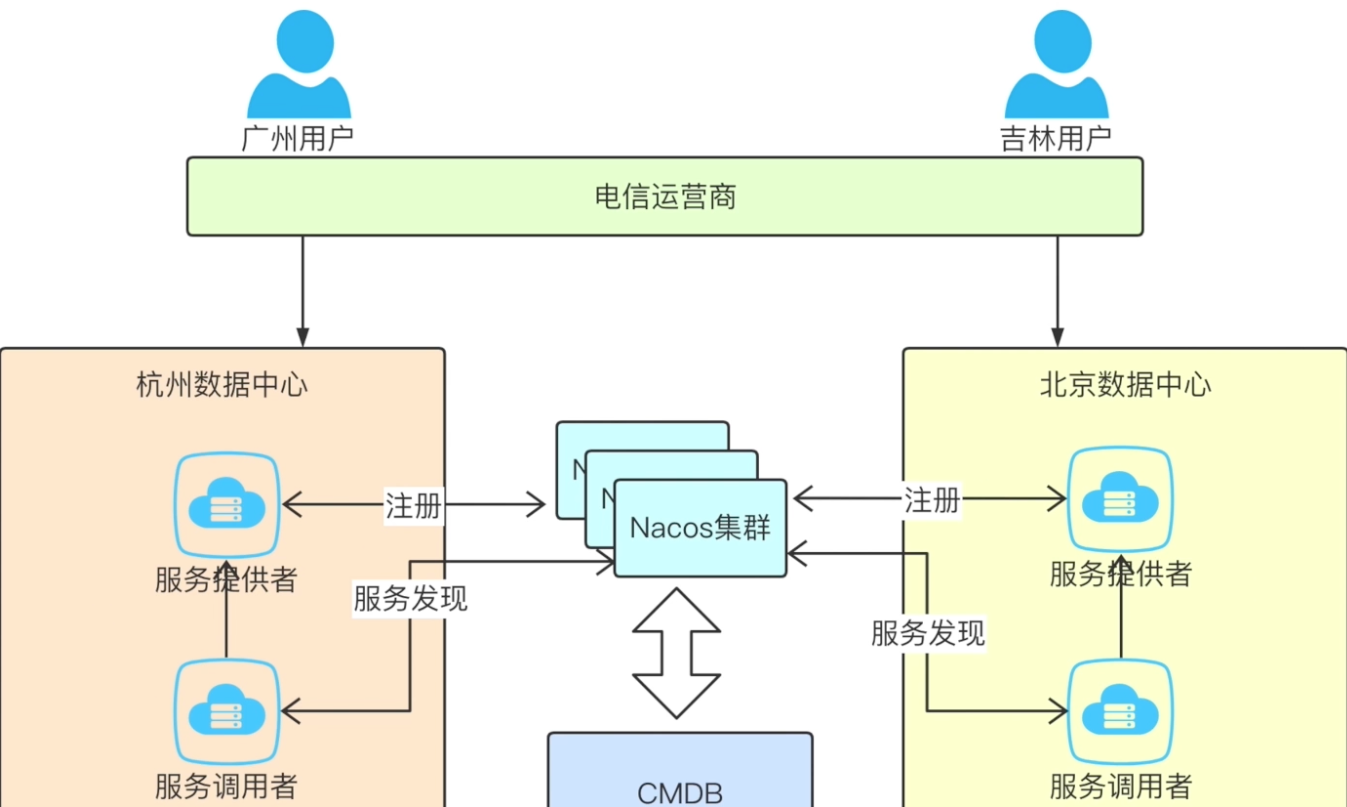 广州用户
吉林用户
电信运营商
杭州数据中心
北京数据中心
N
N
Nacos集群
注册
注册
服务提供者
服务提供者
服务发现
服务发现
服务调用者
服务调用者
CMDB